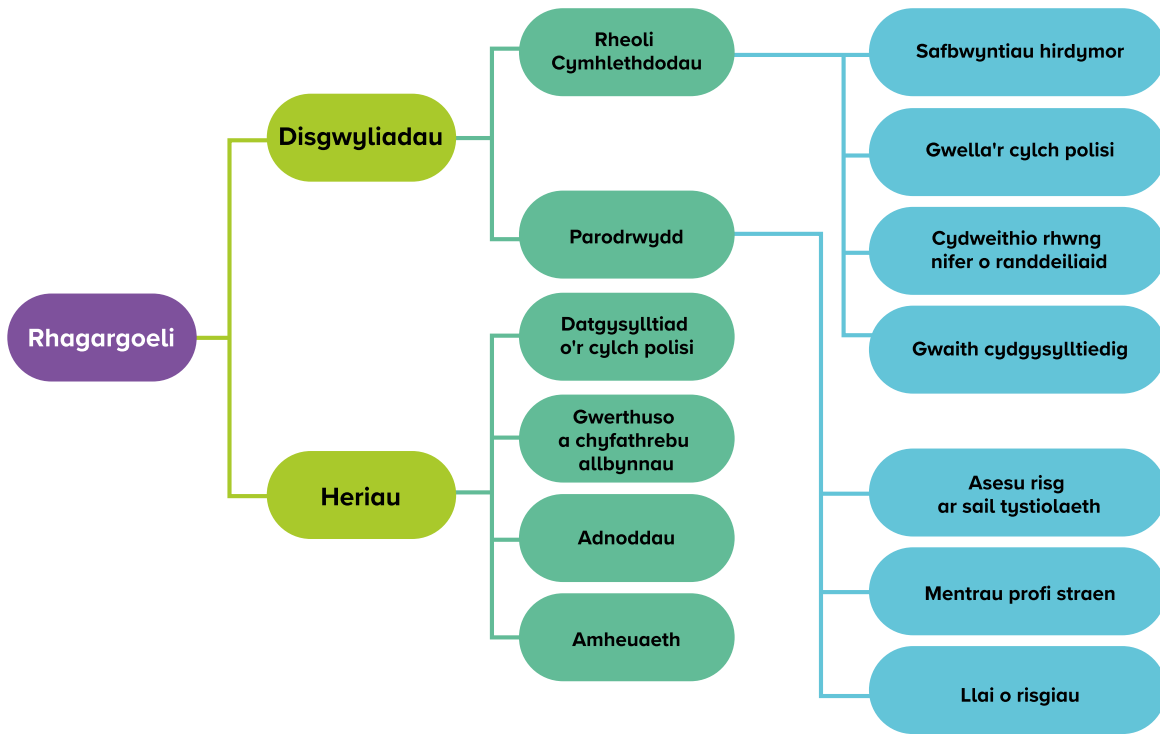 Rhagargoeli
Disgwyliadau
Heriau
Rheoli
Cymhlethdodau
Parodrwydd
Datgysylltiad
o'r cylch polisi
Gwerthuso
a chyfathrebu
allbynnau
Adnoddau
Amheuaeth
Safbwyntiau hirdymor
Gwella'r cylch polisi
Cydweithio rhwng
nifer o randdeiliaid
Gwaith cydgysylltiedig
Asesu risg
ar sail tystiolaeth
Mentrau profi straen
Llai o risgiau